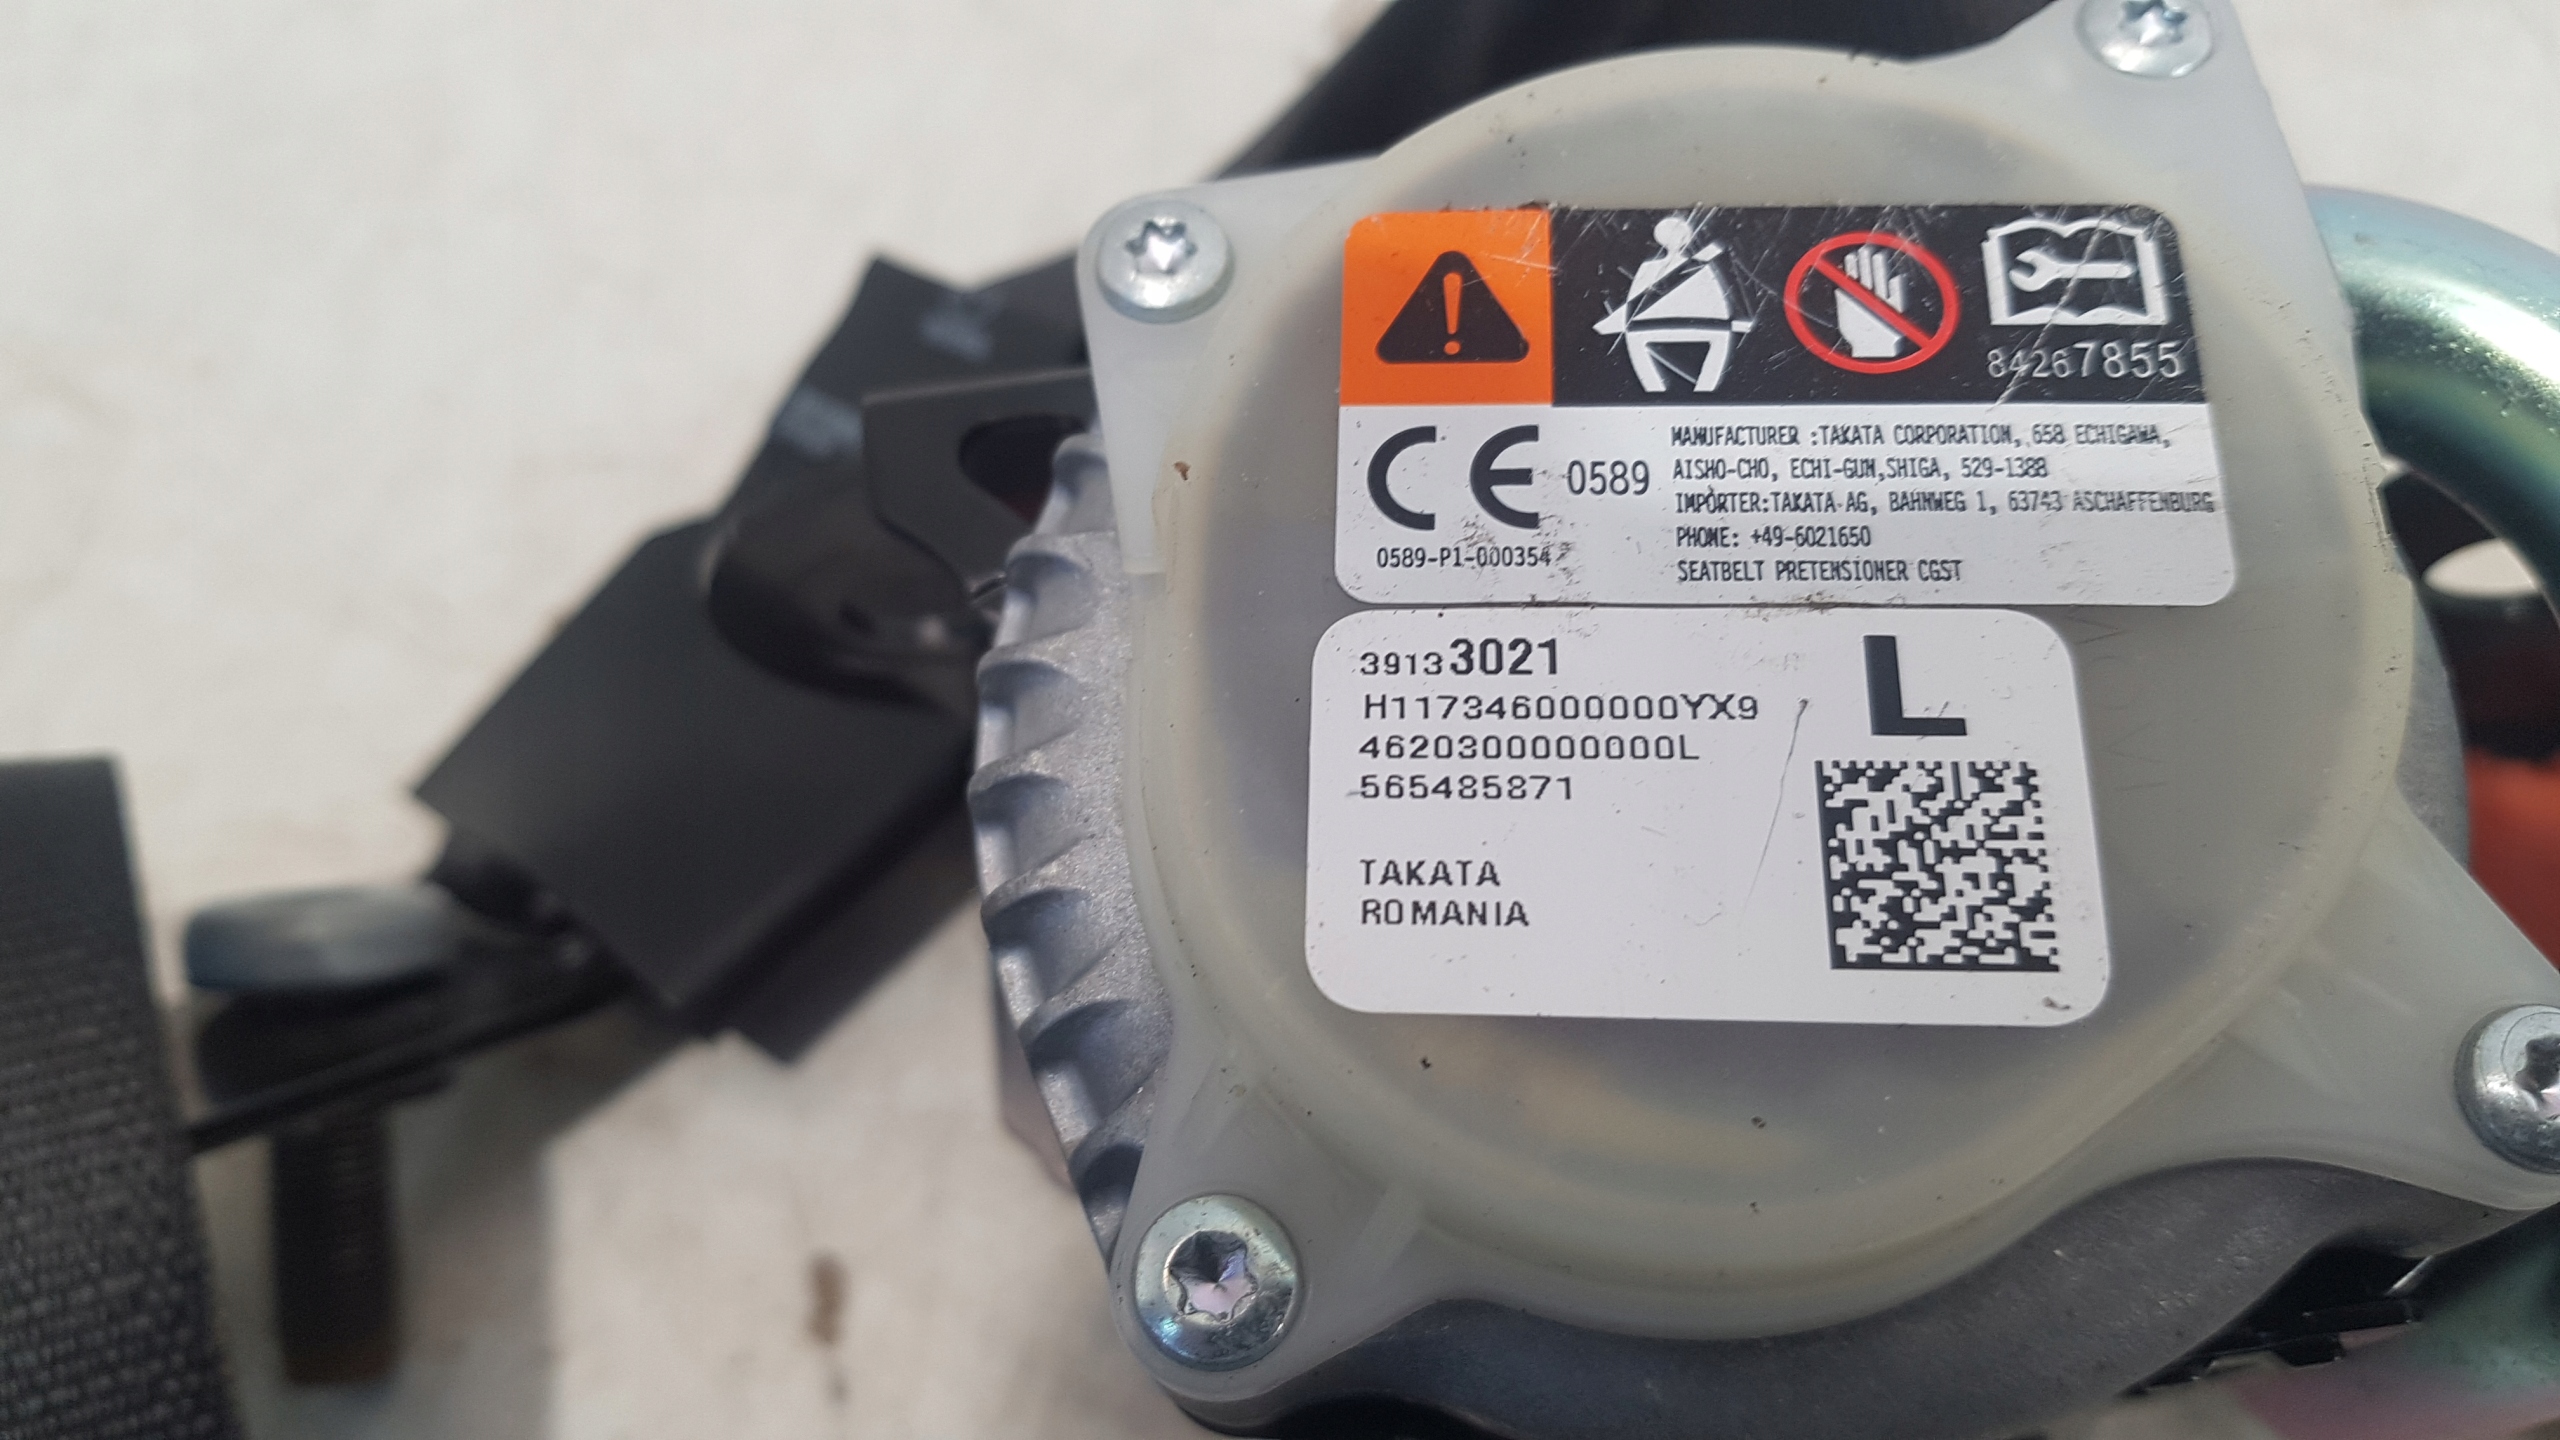 84267855
CE 0589
0589-P1-000354
MANUFACTURER :TAKATA CORPORATION, 658 ECHIGAWA,
AISHO-CHO, ECHI-GUN,SHIGA, 529-1388
IMPORTER:TAKATA AG, BAHNWEG 1, 63743 ASCHAFFENBURG
PHONE: +49-6021650
SEATBELT PRETENSIONER CGST
39133021
L
H117346000000YX9
4620300000000L
565485871
TAKATA
ROMANIA